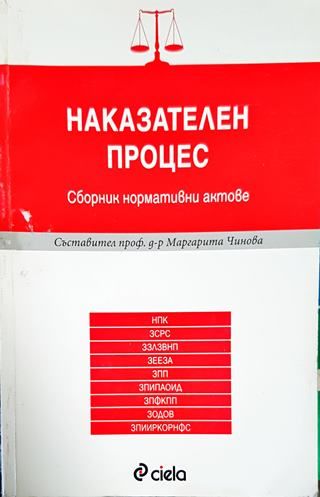 НАКАЗАТЕЛЕН
ПРОЦЕС
Сборник нормативни актове
Съставител проф. д-р Маргарита Чинова
НПК
ЗСРС
ЗЗЛЗВНП
ЗЕЕЗА
ЗПП
ЗПИПАОИД
ЗПФКПП
ЗОДОВ
ЗПИИРКОРНФС
ciela